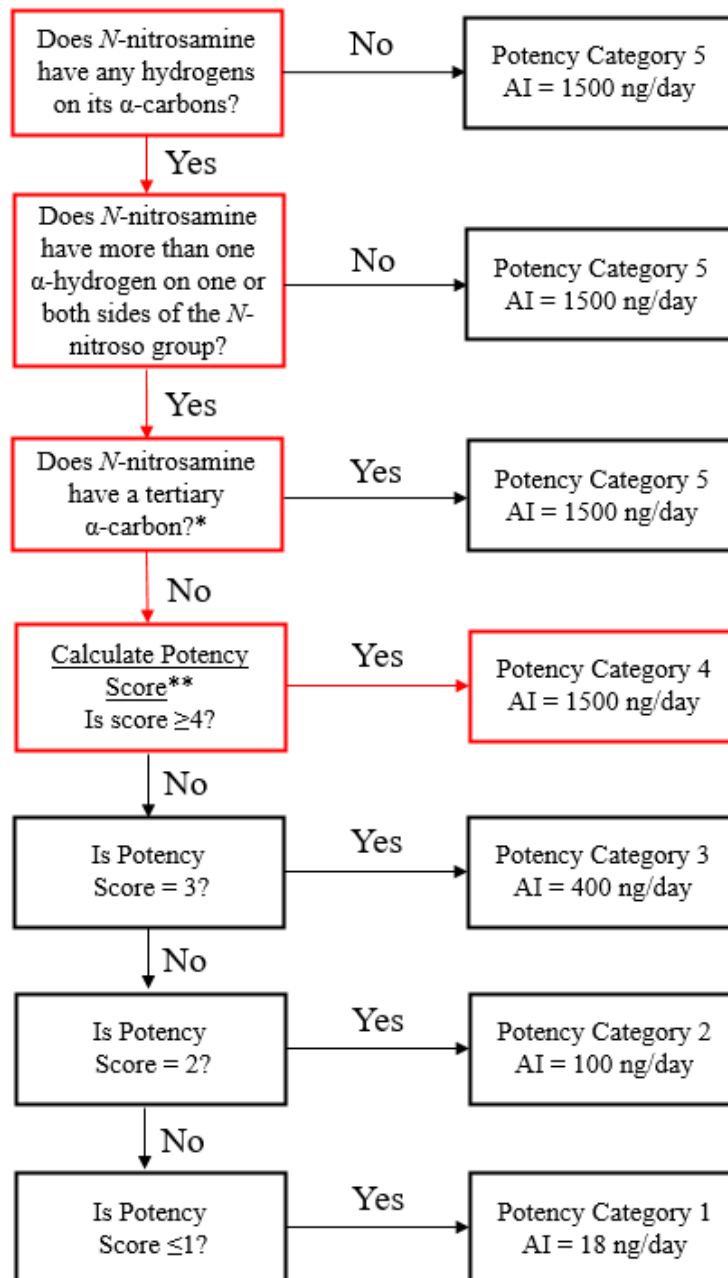 Does N-nitrosamine
have any hydrogens
on its α-carbons?
No
Potency Category 5
AI = 1500 ng/day
Yes
Does N-nitrosamine
have more than one
α-hydrogen on one or
both sides of the N-
nitroso group?
No
Potency Category 5
AI = 1500 ng/day
Yes
Does N-nitrosamine
have a tertiary
α-carbon?*
Yes
Potency Category 5
AI = 1500 ng/day
No
Calculate Potency
Score**
Is score ≥4?
Yes
Potency Category 4
AI = 1500 ng/day
No
Is Potency
Score = 3?
Yes
Potency Category 3
AI = 400 ng/day
No
Is Potency
Score = 2?
Yes
Potency Category 2
AI = 100 ng/day
No
Is Potency
Score ≤1?
Yes
Potency Category 1
AI = 18 ng/day